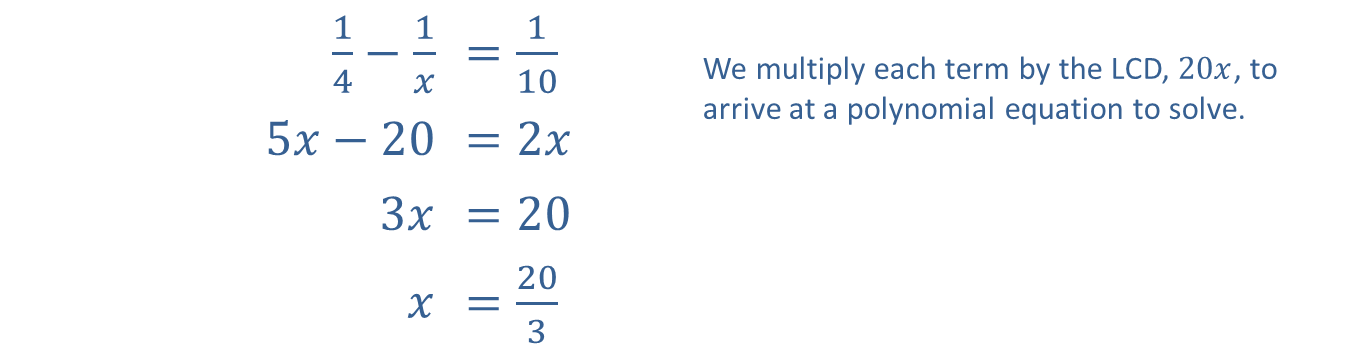 1/4 − 1/x = 1/10
We multiply each term by the LCD, 20x, to
arrive at a polynomial equation to solve.
5x − 20 = 2x
3x = 20
x = 20/3